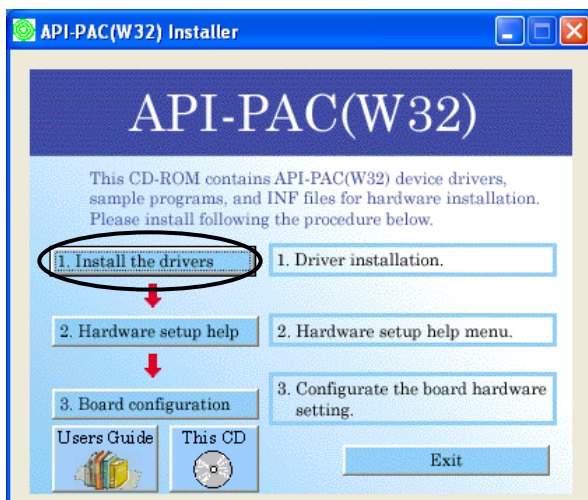 API-PAC(W32) Installer
API-PAC(W32)
This CD-ROM contains API-PAC(W32) device drivers,
sample programs, and INF files for hardware installation.
Please install following the procedure below.
1. Install the drivers
1. Driver installation.
2. Hardware setup help
2. Hardware setup help menu.
3. Board configuration
3. Configurate the board hardware
setting.
Users Guide
This CD
Exit